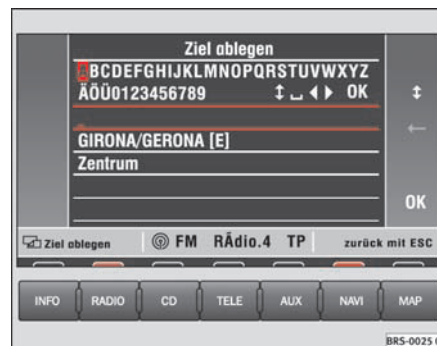 Ziel ablegen
ABCDEFGHIJKLMNOPQRSTUVWXYZ
ÄÖÜ0123456789 ↕ ⎵ ◀ ▶ OK
↕
←
GIRONA/GERONA [E]
Zentrum
OK
Ziel ablegen FM RÃdio.4 TP zurück mit ESC
INFO RADIO CD TELE AUX NAVI MAP
BRS-0025